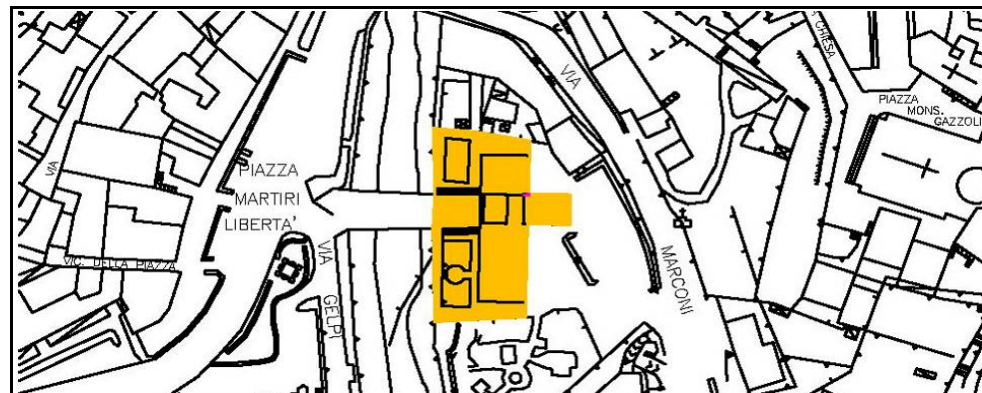 VIA
PIAZZA
MARTIRI
LIBERTA'
VIC. DELLA PIAZZA
VIA
GELPI
VIA
MARCONI
CHIESA
PIAZZA
MONS.
GAZZOLI